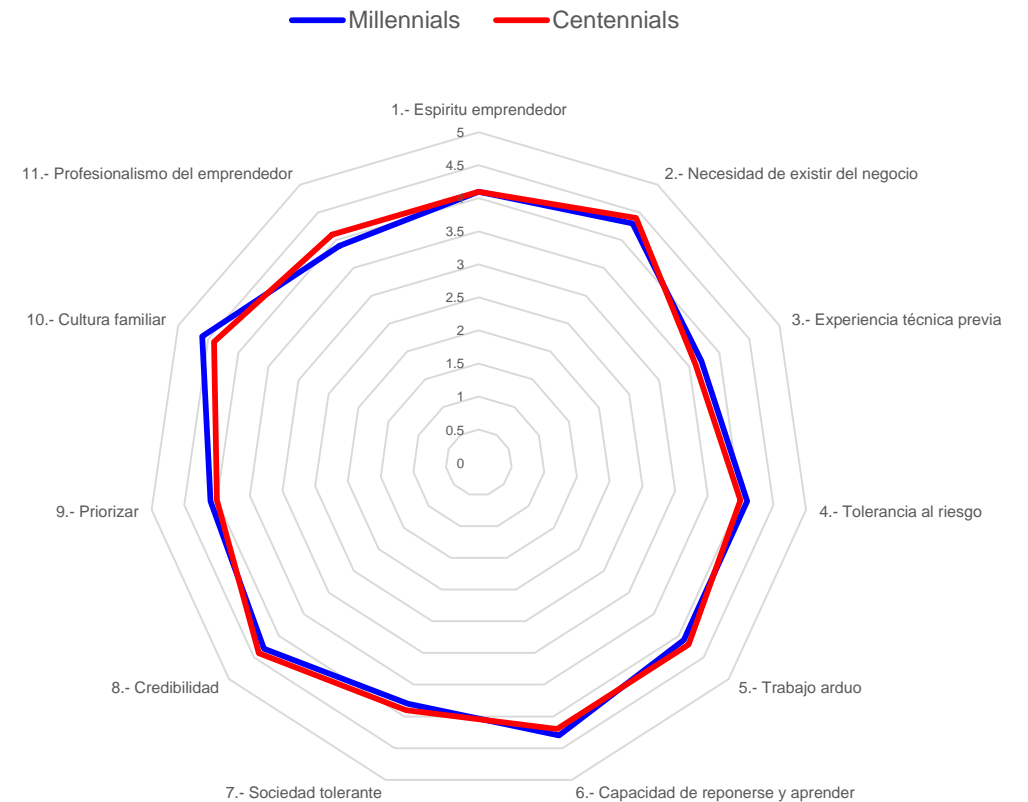 Millennials Centennials
1.- Espiritu emprendedor
5
11.- Profesionalismo del emprendedor
4.5
2.- Necesidad de existir del negocio
4
3.5
3
10.- Cultura familiar
3.- Experiencia técnica previa
2.5
2
1.5
1
0.5
0
9.- Priorizar
4.- Tolerancia al riesgo
8.- Credibilidad
5.- Trabajo arduo
7.- Sociedad tolerante
6.- Capacidad de reponerse y aprender